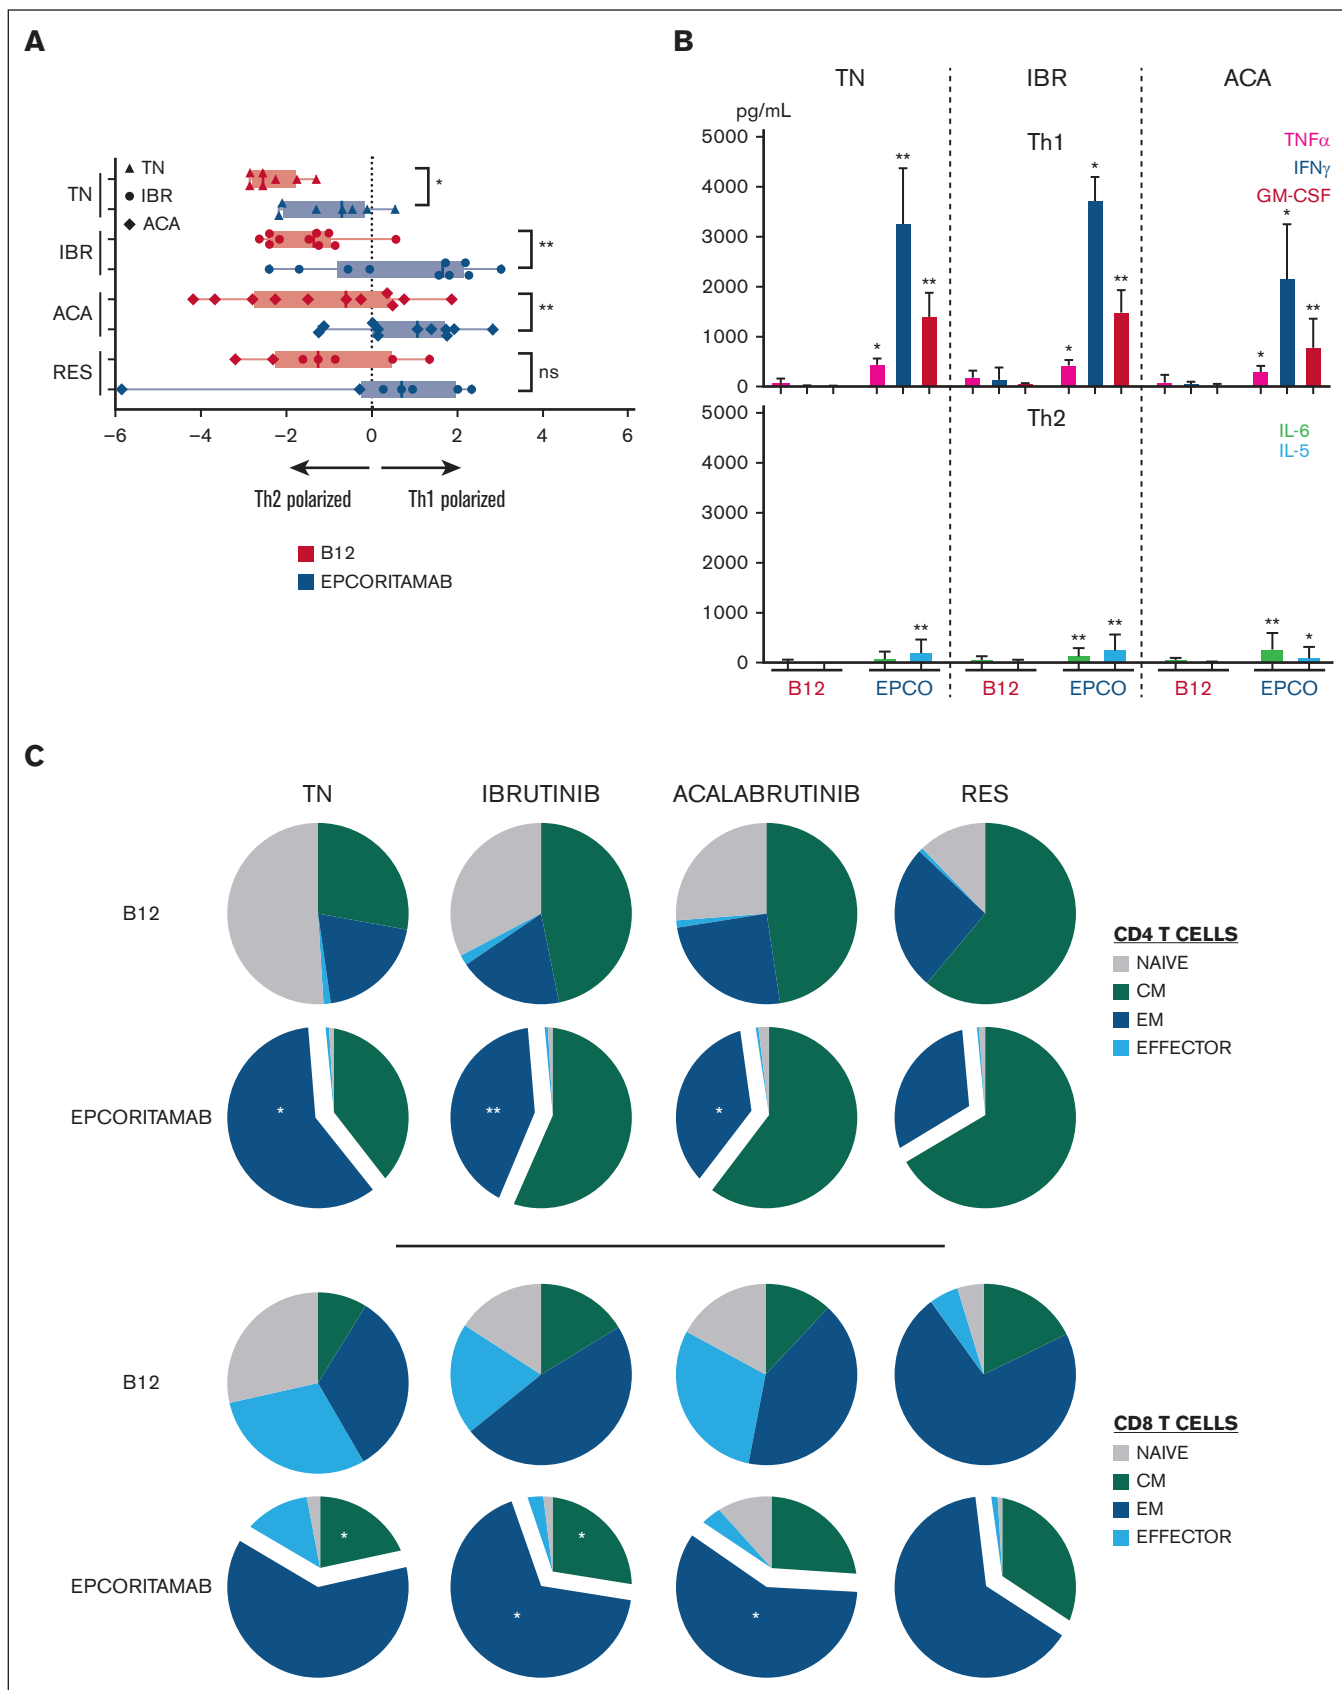 A
TN
IBR
ACA
TN
IBR
ACA
RES
*
**
**
ns
−6
−4
−2
0
2
4
6
Th2 polarized
Th1 polarized
B12
EPCORITAMAB
B
TN
IBR
ACA
pg/mL
Th1
TNFα
IFNγ
GM-CSF
5000
4000
3000
2000
1000
0
*
**
**
*
*
**
*
*
**
Th2
IL-6
IL-5
5000
4000
3000
2000
1000
0
**
**
**
**
*
B12
EPCO
B12
EPCO
B12
EPCO
C
TN
IBRUTINIB
ACALABRUTINIB
RES
B12
EPCORITAMAB
*
**
*
CD4 T CELLS
NAIVE
CM
EM
EFFECTOR
B12
EPCORITAMAB
*
*
*
*
CD8 T CELLS
NAIVE
CM
EM
EFFECTOR